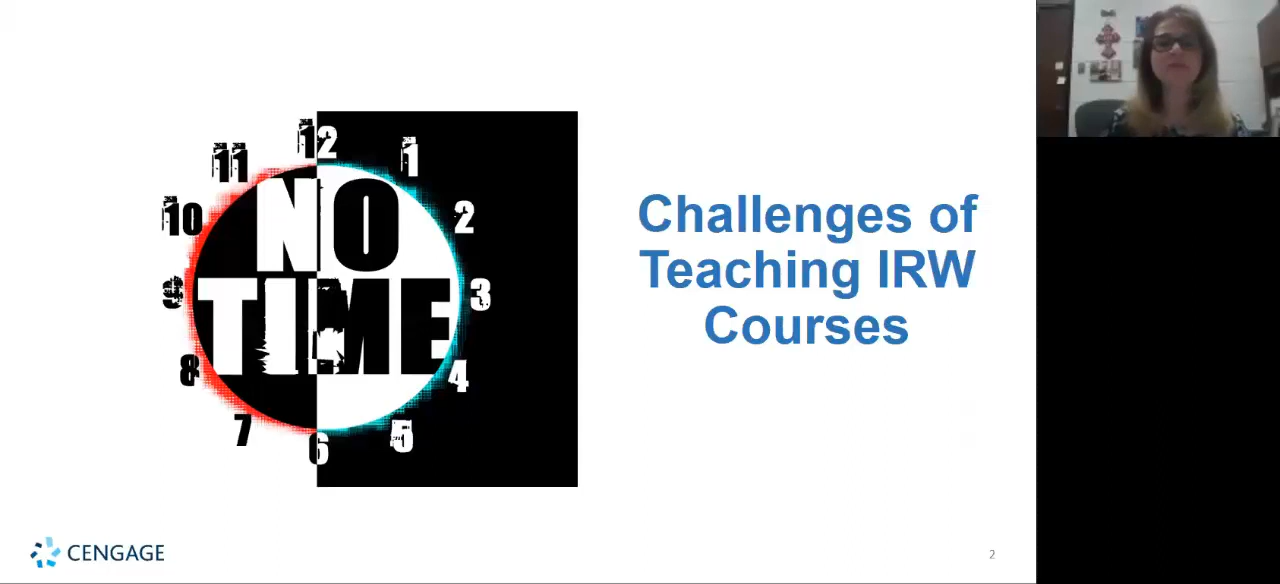 12
11
1
10
2
NO
TIME
9
3
8
4
7
5
6
Challenges of
Teaching IRW
Courses
CENGAGE
2